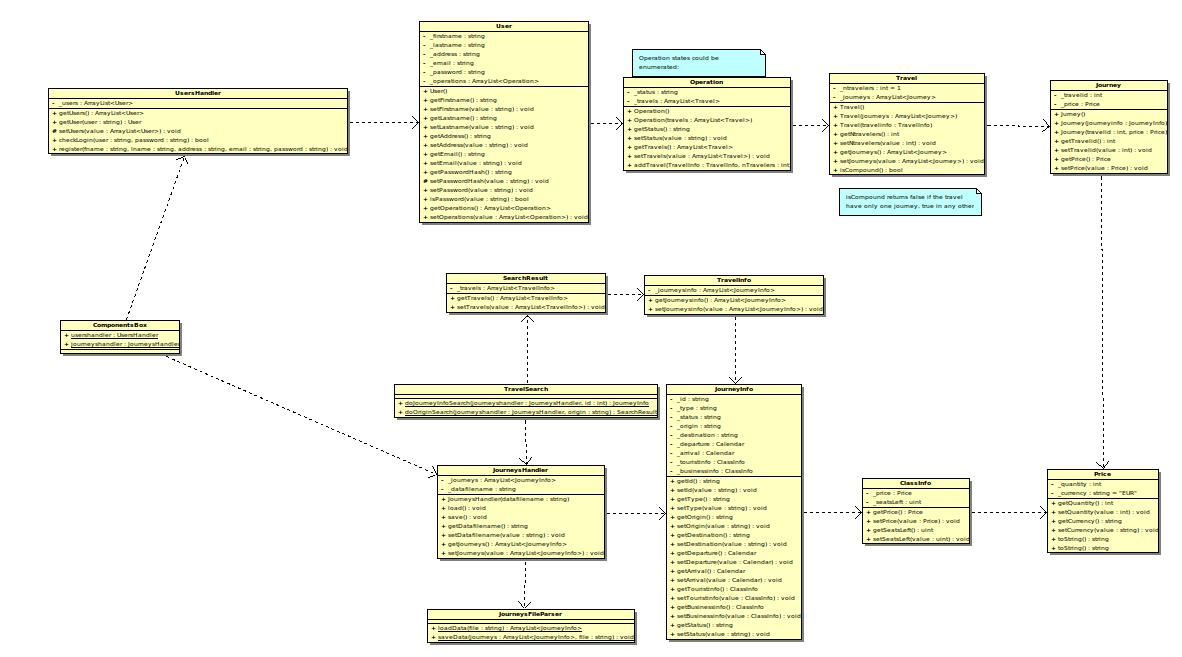 User
- _firstname : string
- _lastname : string
- _address : string
- _email : string
- _password : string
- _operations : ArrayList<Operation>
+ User()
+ getFirstname() : string
+ setFirstname(value : string) : void
+ getLastname() : string
+ setLastname(value : string) : void
+ getAddress() : string
+ setAddress(value : string) : void
+ getEmail() : string
+ setEmail(value : string) : void
+ getPasswordHash() : string
# setPasswordHash(value : string) : void
+ setPassword(value : string) : void
+ isPassword(value : string) : bool
+ getOperations() : ArrayList<Operation>
+ setOperations(value : ArrayList<Operation>) : void
Operation states could be
enumerated:
Operation
- _status : string
- _travels : ArrayList<Travel>
+ Operation()
+ Operation(travels : ArrayList<Travel>)
+ getStatus() : string
+ setStatus(value : string) : void
+ getTravels() : ArrayList<Travel>
+ setTravels(value : ArrayList<Travel>) : void
+ addTravel(TravelInfo : TravelInfo, nTravelers : int
Travel
- _ntravelers : int = 1
- _journeys : ArrayList<Journey>
+ Travel()
+ Travel(journeys : ArrayList<Journey>)
+ Travel(travelinfo : TravelInfo)
+ getNtravelers() : int
+ setNtravelers(value : int) : void
+ getJourneys() : ArrayList<Journey>
+ setJourneys(value : ArrayList<Journey>) : void
+ isCompound() : bool
isCompound returns false if the travel
have only one journey, true in any other
Journey
- _travelid : int
- _price : Price
+ Journey()
+ Journey(journeyinfo : JourneyInfo)
+ Journey(travelid : int, price : Price)
+ getTravelid() : int
+ setTravelid(value : int) : void
+ getPrice() : Price
+ setPrice(value : Price) : void
UsersHandler
- _users : ArrayList<User>
+ getUsers() : ArrayList<User>
+ getUser(user : string) : User
# setUsers(value : ArrayList<User>) : void
+ checkLogin(user : string, password : string) : bool
+ register(fname : string, lname : string, address : string, email : string, password : string) : void
SearchResult
- _travels : ArrayList<TravelInfo>
+ getTravels() : ArrayList<TravelInfo>
+ setTravels(value : ArrayList<TravelInfo>) : void
TravelInfo
- _journeysinfo : ArrayList<JourneyInfo>
+ getJourneysinfo() : ArrayList<JourneyInfo>
+ setJourneysinfo(value : ArrayList<JourneyInfo>) : void
ComponentsBox
+ usershandler : UsersHandler
+ journeyshandler : JourneysHandler
TravelSearch
+ doJourneyInfoSearch(journeyshandler : JourneysHandler, id : int) : JourneyInfo
+ doOriginSearch(journeyshandler : JourneysHandler, origin : string) : SearchResult
JourneyInfo
- _id : string
- _type : string
- _status : string
- _origin : string
- _destination : string
- _departure : Calendar
- _arrival : Calendar
- _touristinfo : ClassInfo
- _businessinfo : ClassInfo
+ getId() : string
+ setId(value : string) : void
+ getType() : string
+ setType(value : string) : void
+ getOrigin() : string
+ setOrigin(value : string) : void
+ getDestination() : string
+ setDestination(value : string) : void
+ getDeparture() : Calendar
+ setDeparture(value : Calendar) : void
+ getArrival() : Calendar
+ setArrival(value : Calendar) : void
+ getTouristinfo() : ClassInfo
+ setTouristinfo(value : ClassInfo) : void
+ getBusinessinfo() : ClassInfo
+ setBusinessinfo(value : ClassInfo) : void
+ getStatus() : string
+ setStatus(value : string) : void
JourneysHandler
- _journeys : ArrayList<JourneyInfo>
- _datafilename : string
+ JourneysHandler(datafilename : string)
+ load() : void
+ save() : void
+ getDatafilename() : string
+ setDatafilename(value : string) : void
+ getJourneys() : ArrayList<JourneyInfo>
+ setJourneys(value : ArrayList<JourneyInfo>) : void
ClassInfo
- _price : Price
- _seatsLeft : uint
+ getPrice() : Price
+ setPrice(value : Price) : void
+ getSeatsLeft() : uint
+ setSeatsLeft(value : uint) : void
Price
- _quantity : int
- _currency : string = "EUR"
+ getQuantity() : int
+ setQuantity(value : int) : void
+ getCurrency() : string
+ setCurrency(value : string) : void
+ toString() : string
+ toString() : string
JourneysFileParser
+ loadData(file : string) : ArrayList<JourneyInfo>
+ saveData(journeys : ArrayList<JourneyInfo>, file : string) : void